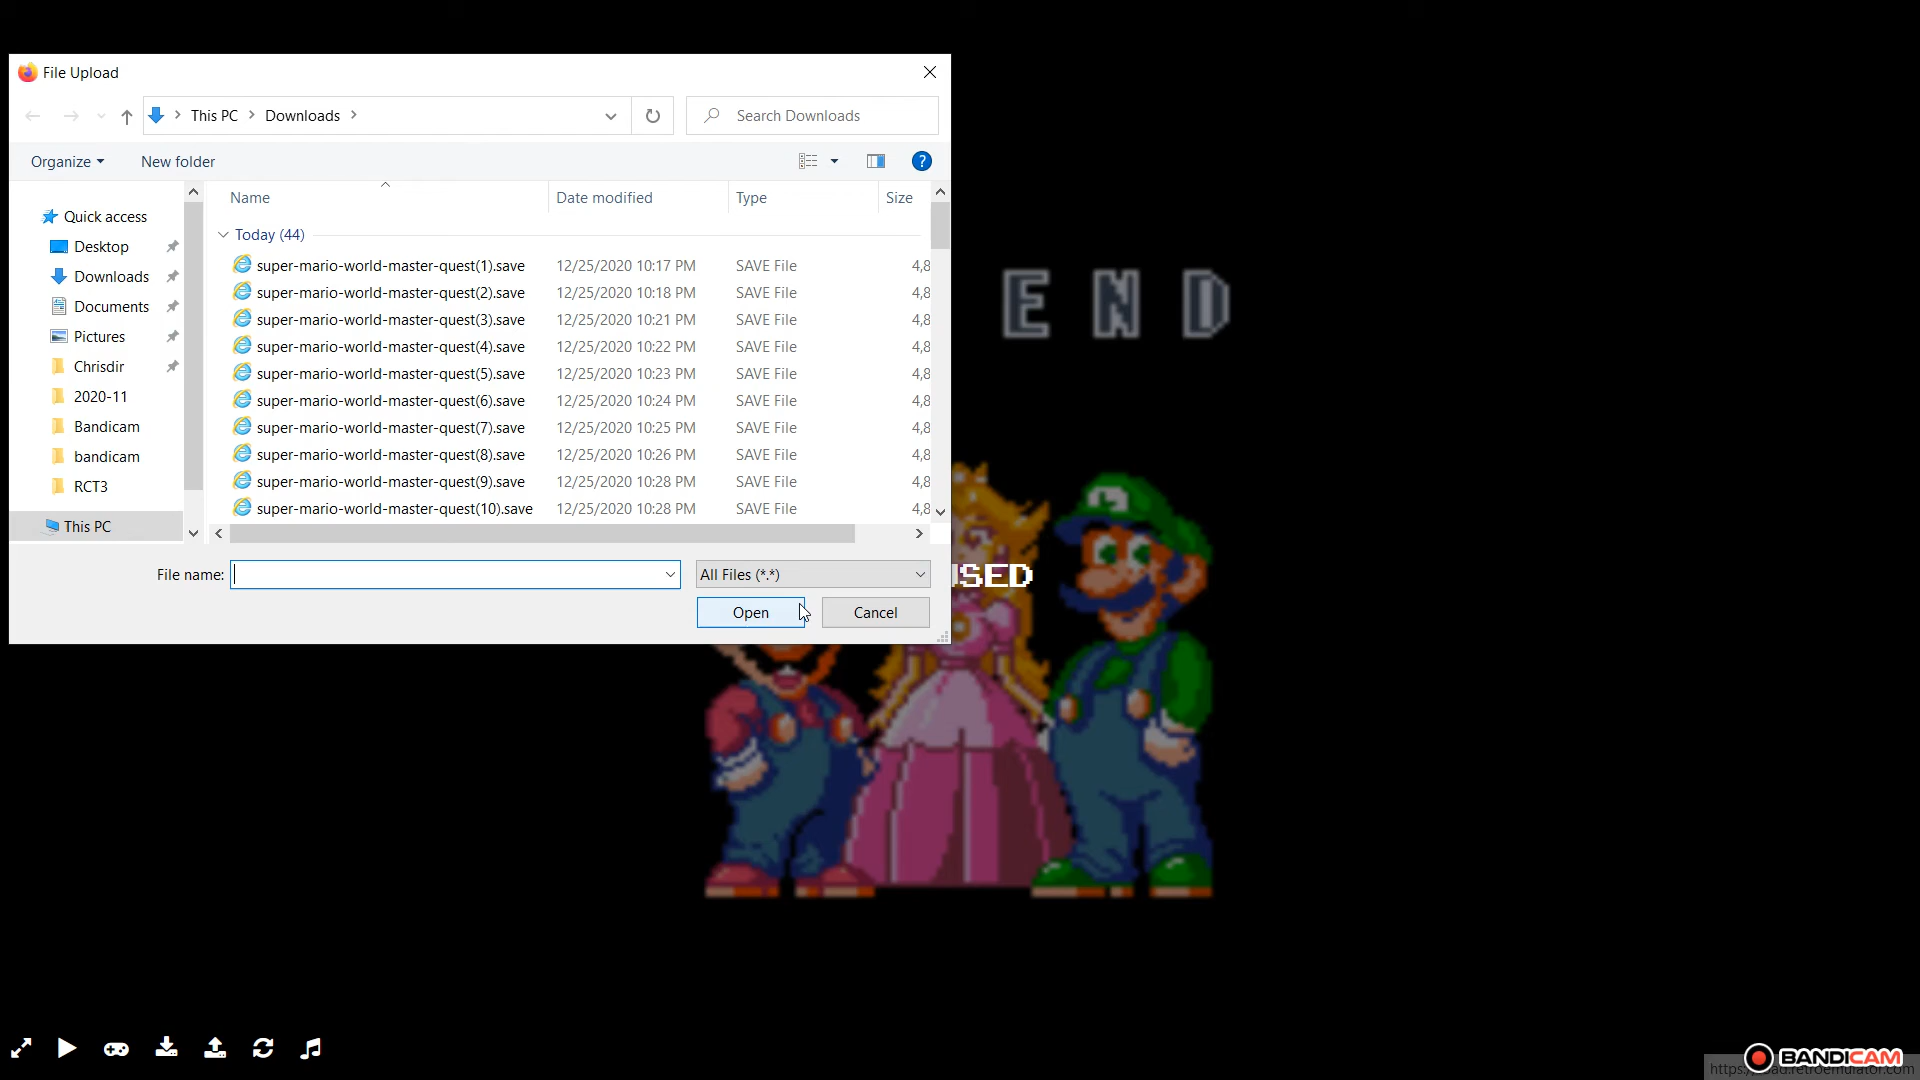 File Upload
This PC
Downloads
Search Downloads
Organize
New folder
?
Name
Date modified
Type
Size
Quick access
Desktop
Downloads
Documents
Pictures
Chrisdir
2020-11
Bandicam
bandicam
RCT3
This PC
Today (44)
super-mario-world-master-quest(1).save 12/25/2020 10:17 PM SAVE File 4,8
super-mario-world-master-quest(2).save 12/25/2020 10:18 PM SAVE File 4,8
super-mario-world-master-quest(3).save 12/25/2020 10:21 PM SAVE File 4,8
super-mario-world-master-quest(4).save 12/25/2020 10:22 PM SAVE File 4,8
super-mario-world-master-quest(5).save 12/25/2020 10:23 PM SAVE File 4,8
super-mario-world-master-quest(6).save 12/25/2020 10:24 PM SAVE File 4,8
super-mario-world-master-quest(7).save 12/25/2020 10:25 PM SAVE File 4,8
super-mario-world-master-quest(8).save 12/25/2020 10:26 PM SAVE File 4,8
super-mario-world-master-quest(9).save 12/25/2020 10:28 PM SAVE File 4,8
super-mario-world-master-quest(10).save 12/25/2020 10:28 PM SAVE File 4,8
File name:
All Files (*.*)
Open
Cancel
END
SED
L
BANDICAM